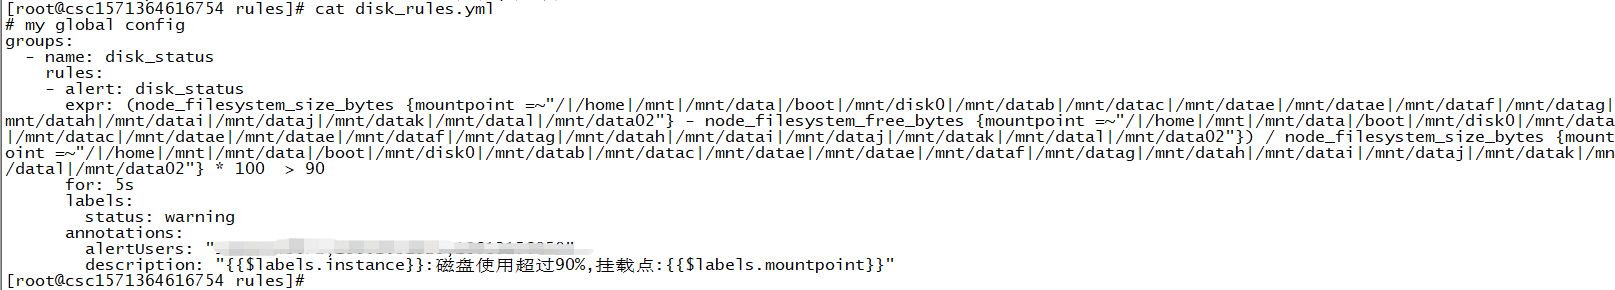 [root@csc1571364616754 rules]# cat disk_rules.yml
# my global config
groups:
  - name: disk_status
    rules:
    - alert: disk_status
      expr: (node_filesystem_size_bytes {mountpoint =~"/|/home|/mnt|/mnt/data|/boot|/mnt/disk0|/mnt/datab|/mnt/datac|/mnt/datae|/mnt/datae|/mnt/dataf|/mnt/datag|
mnt/datah|/mnt/datai|/mnt/dataj|/mnt/datak|/mnt/datal|/mnt/data02"} - node_filesystem_free_bytes {mountpoint =~"/|/home|/mnt|/mnt/data|/boot|/mnt/disk0|/mnt/data
|/mnt/datac|/mnt/datae|/mnt/datae|/mnt/dataf|/mnt/datag|/mnt/datah|/mnt/datai|/mnt/dataj|/mnt/datak|/mnt/datal|/mnt/data02"}) / node_filesystem_size_bytes {mount
oint =~"/|/home|/mnt|/mnt/data|/boot|/mnt/disk0|/mnt/datab|/mnt/datac|/mnt/datae|/mnt/datae|/mnt/dataf|/mnt/datag|/mnt/datah|/mnt/datai|/mnt/dataj|/mnt/datak|/mn
/datal|/mnt/data02"} * 100  > 90
      for: 5s
      labels:
        status: warning
      annotations:
        alertUsers: "
        description: "{{$labels.instance}}:磁盘使用超过90%,挂载点:{{$labels.mountpoint}}"
[root@csc1571364616754 rules]#